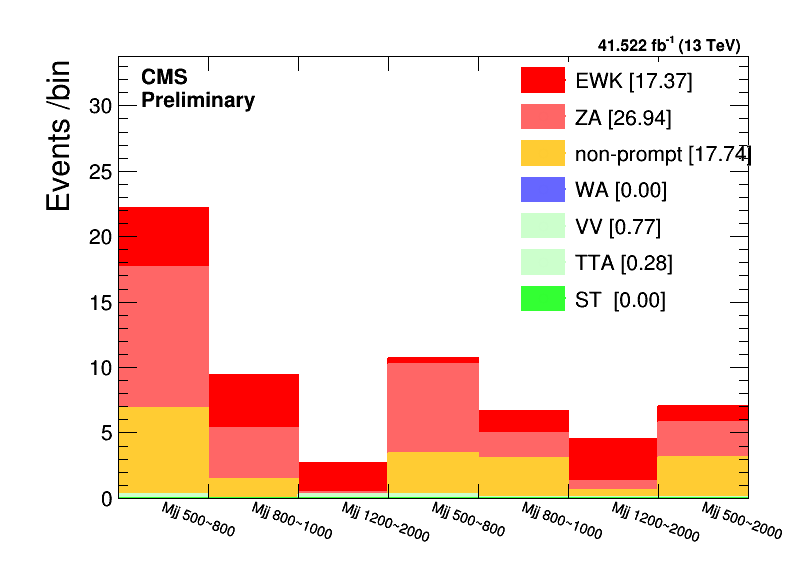 41.522 fb-1 (13 TeV)
CMS
Preliminary
Events /bin
30
25
20
15
10
5
0
EWK [17.37]
ZA [26.94]
non-prompt [17.74]
WA [0.00]
VV [0.77]
TTA [0.28]
ST [0.00]
Mjj 500~800
Mjj 800~1000
Mjj 1200~2000
Mjj 500~800
Mjj 800~1000
Mjj 1200~2000
Mjj 500~2000